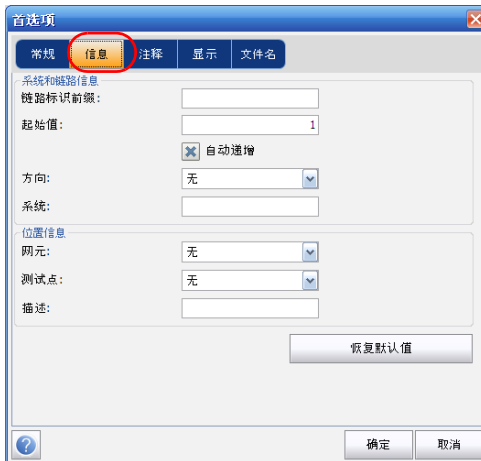 首选项
常规 信息 注释 显示 文件名
系统和链路信息
链路标识前缀:
起始值: 1
自动递增
方向: 无
系统:
位置信息
网元: 无
测试点: 无
描述:
恢复默认值
? 确定 取消